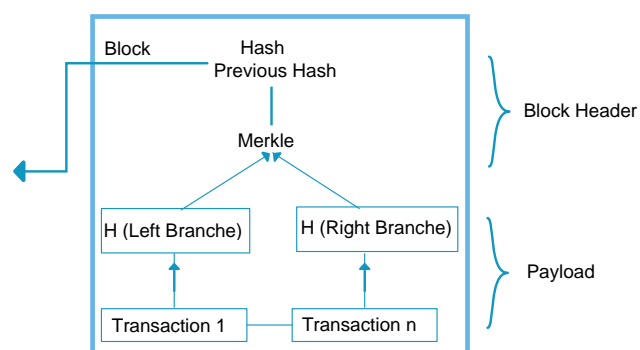 Block
Hash
Previous Hash
Block Header
Merkle
H (Left Branche)
H (Right Branche)
Payload
Transaction 1
Transaction n